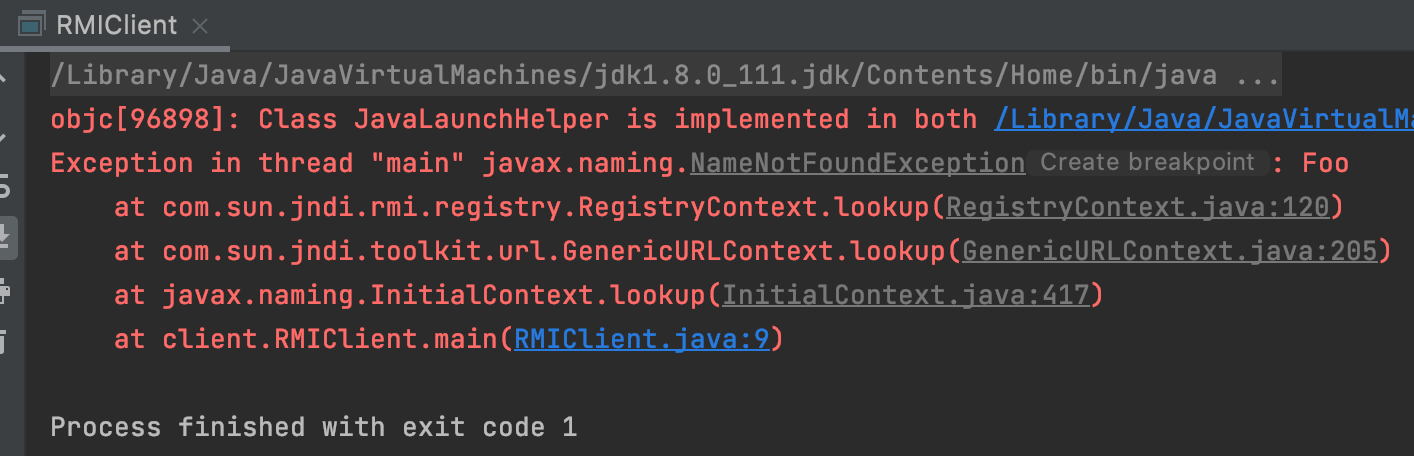 RMIClient
/Library/Java/JavaVirtualMachines/jdk1.8.0_111.jdk/Contents/Home/bin/java ...
objc[96898]: Class JavaLaunchHelper is implemented in both /Library/Java/JavaVirtualMa
Exception in thread "main" javax.naming.NameNotFoundException Create breakpoint : Foo
at com.sun.jndi.rmi.registry.RegistryContext.lookup(RegistryContext.java:120)
at com.sun.jndi.toolkit.url.GenericURLContext.lookup(GenericURLContext.java:205)
at javax.naming.InitialContext.lookup(InitialContext.java:417)
at client.RMIClient.main(RMIClient.java:9)
Process finished with exit code 1